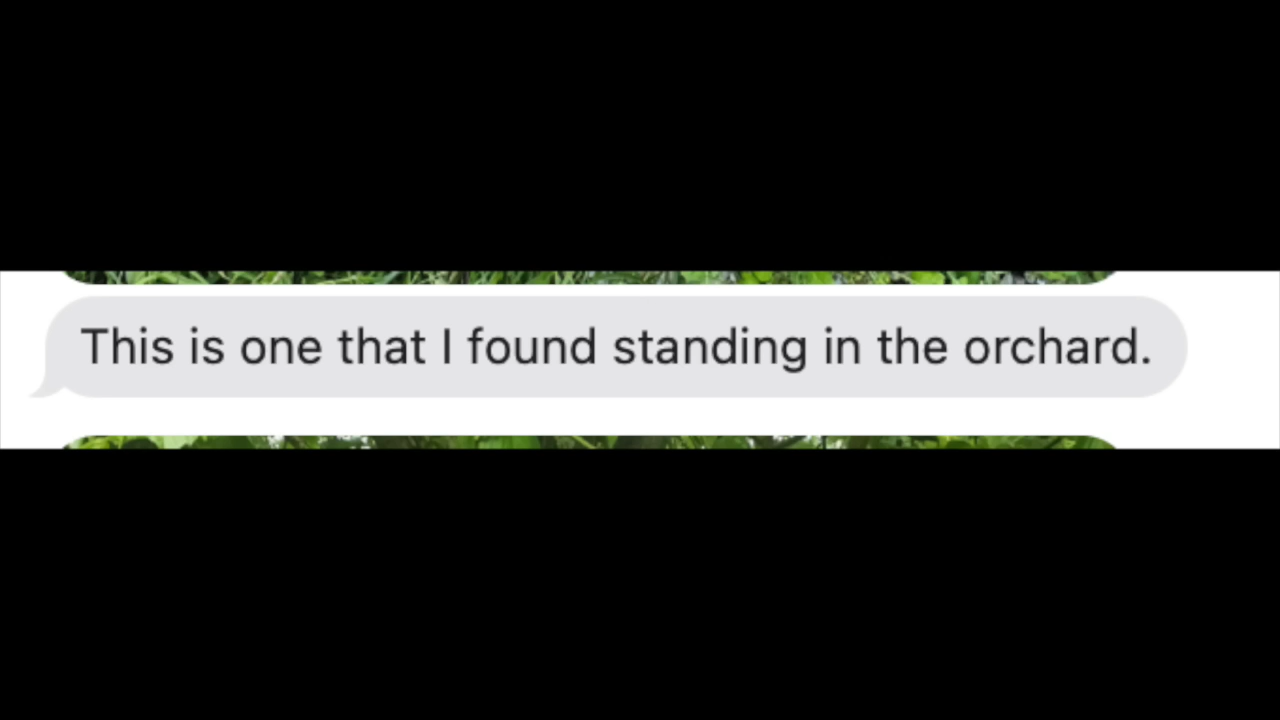 This is one that I found standing in the orchard.